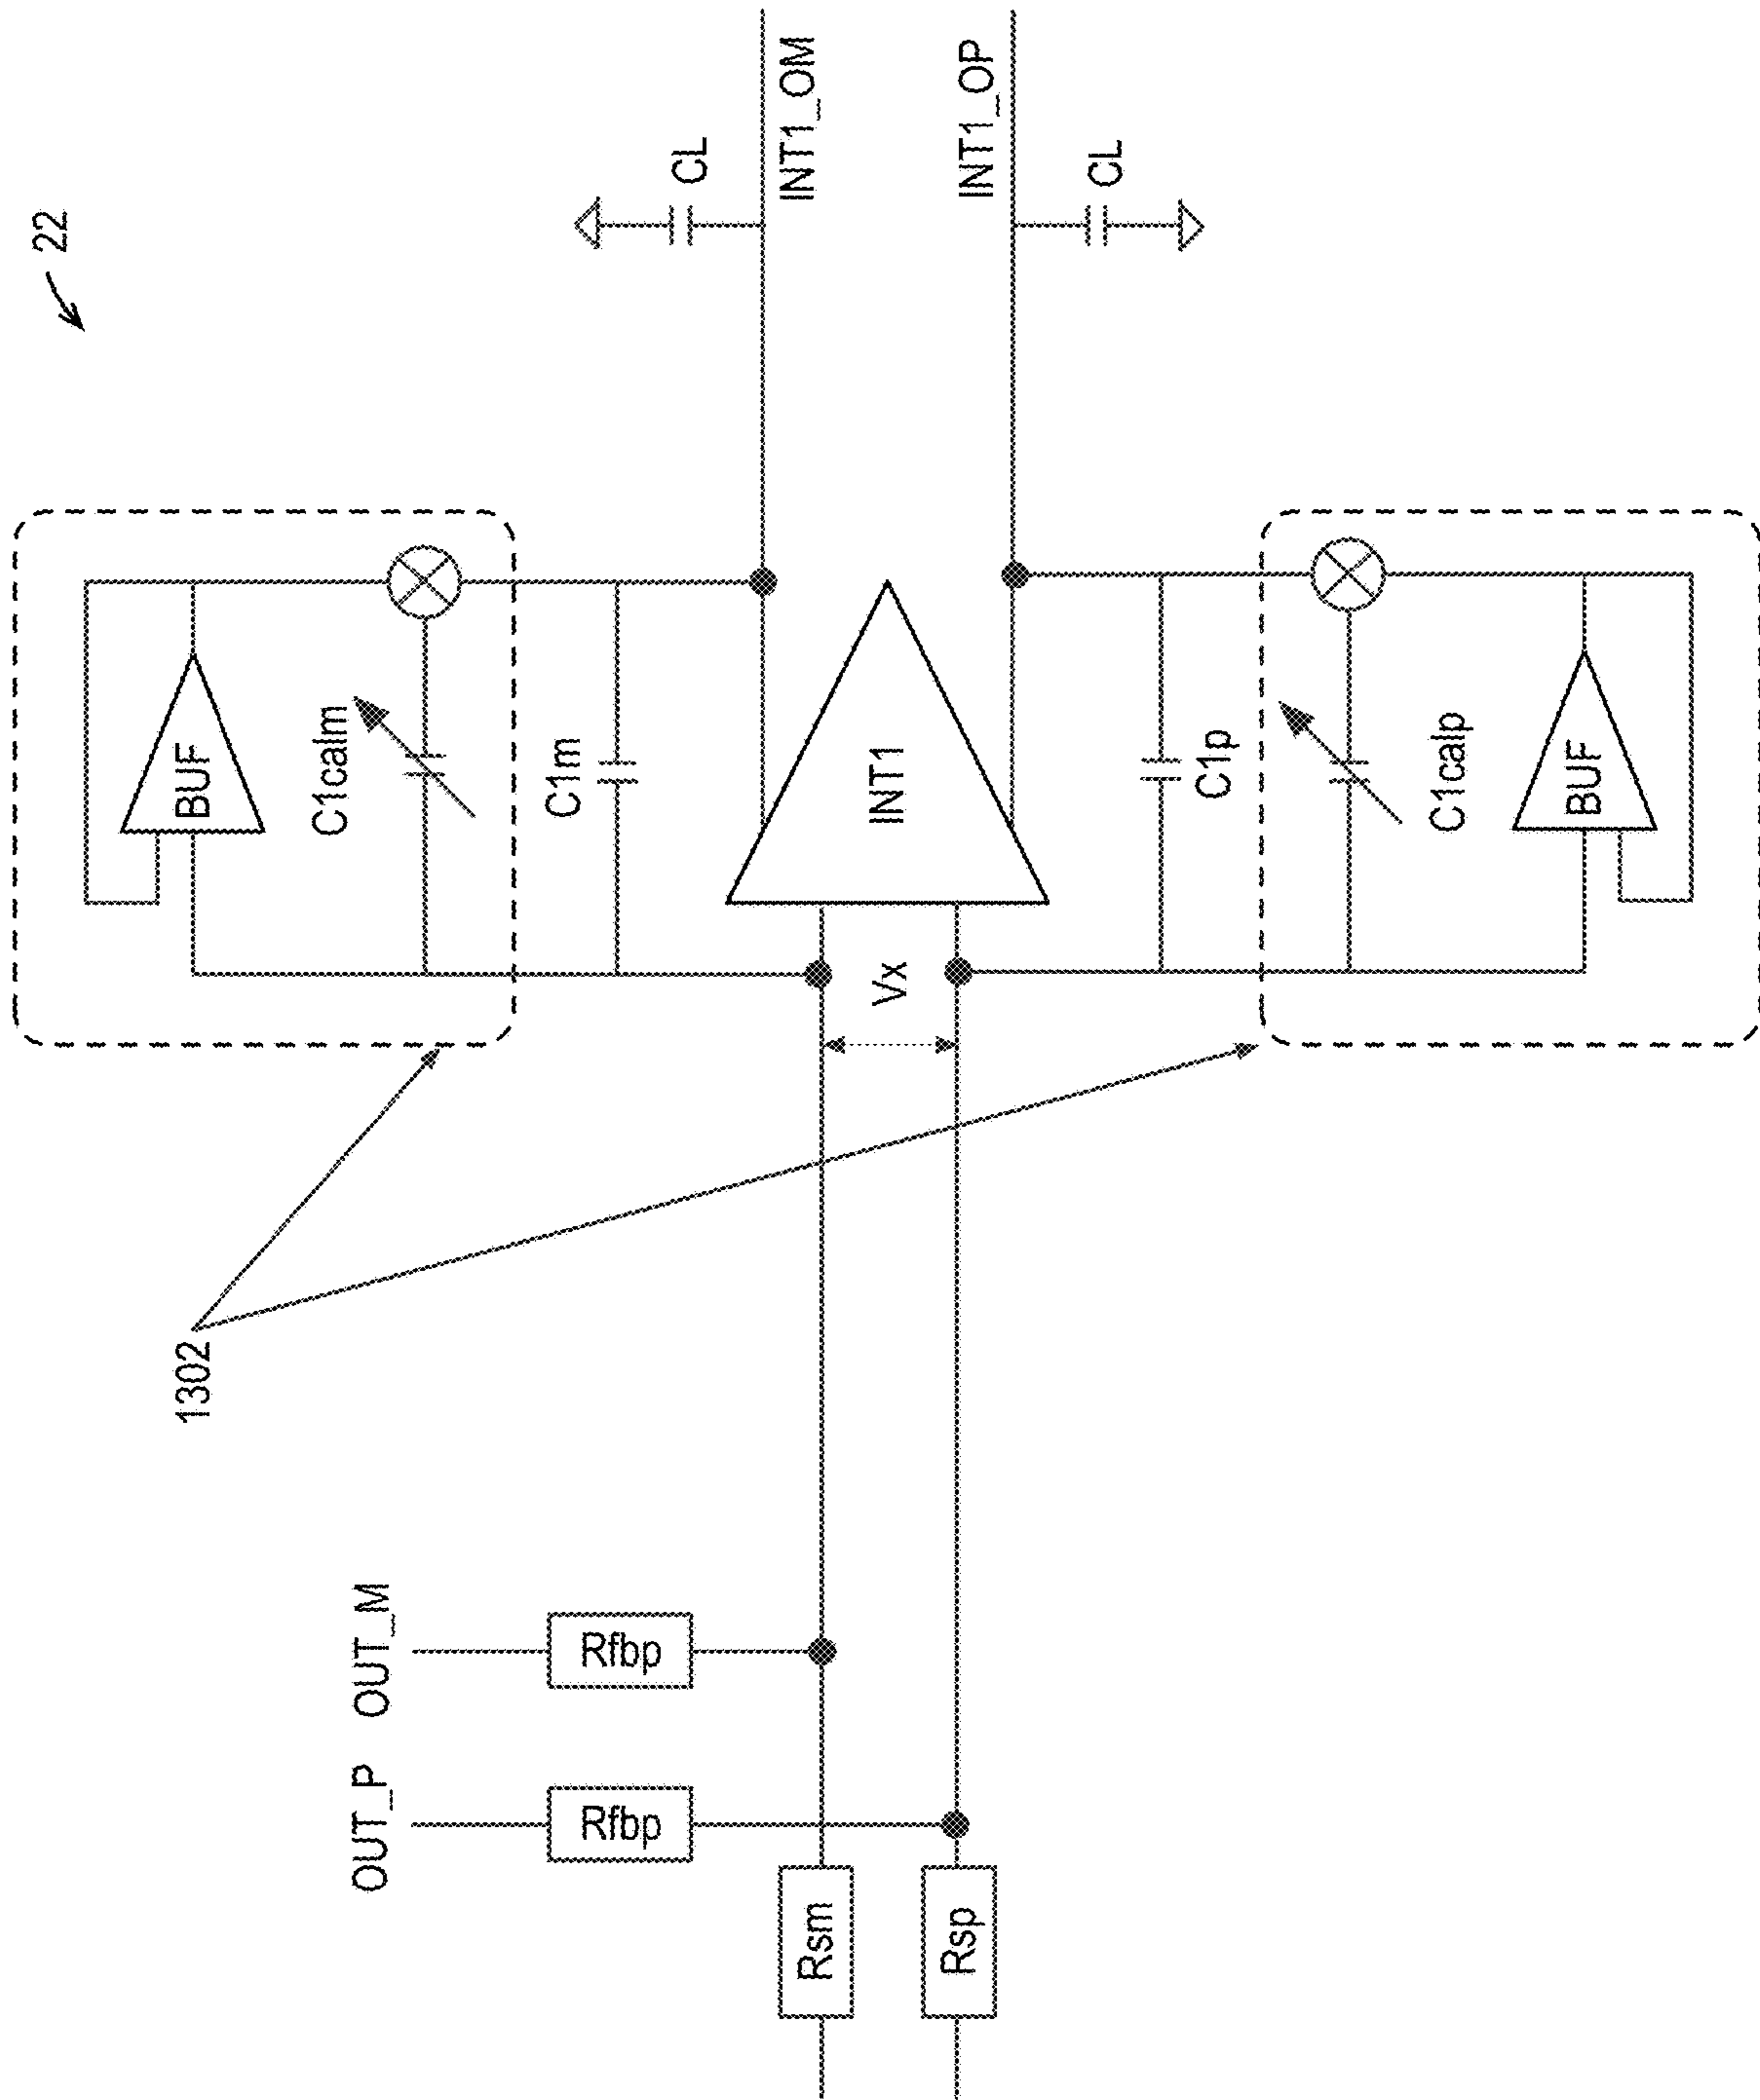 22
BUF
C1calm
C1m
CL
INT1_OM
INT1
Vx
INT1_OP
CL
C1p
C1calp
BUF
1302
OUT_M
OUT_P
Rfbp
Rfbp
Rsm
Rsp